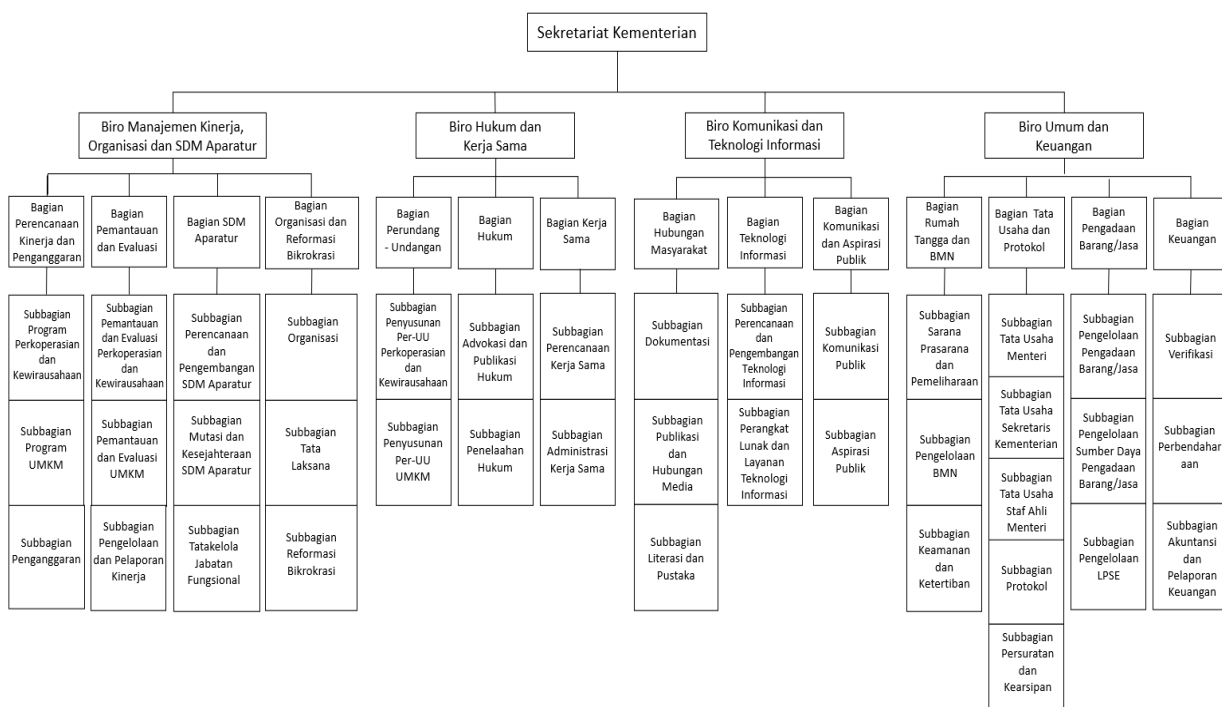 Sekretariat Kementerian
Biro Manajemen Kinerja,
Organisasi dan SDM Aparatur
Biro Hukum dan
Kerja Sama
Biro Komunikasi dan
Teknologi Informasi
Biro Umum dan
Keuangan
Bagian
Perencanaan
Kinerja dan
Penganggaran
Bagian
Pemantauan
dan Evaluasi
Bagian SDM
Aparatur
Bagian
Organisasi dan
Reformasi
Bikrokrasi
Bagian
Perundang
- Undangan
Bagian
Hukum
Bagian Kerja
Sama
Bagian
Hubungan
Masyarakat
Bagian
Teknologi
Informasi
Bagian
Komunikasi
dan Aspirasi
Publik
Bagian
Rumah
Tangga dan
BMN
Bagian Tata
Usaha dan
Protokol
Bagian
Pengadaan
Barang/Jasa
Bagian
Keuangan
Subbagian
Program
Perkoperasian
dan
Kewirausahaan
Subbagian
Pemantauan
dan Evaluasi
Perkoperasian
dan
Kewirausahaan
Subbagian
Perencanaan
dan
Pengembangan
SDM Aparatur
Subbagian
Organisasi
Subbagian
Penyusunan
Per-UU
Perkoperasian
dan
Kewirausahaan
Subbagian
Advokasi dan
Publikasi
Hukum
Subbagian
Perencanaan
Kerja Sama
Subbagian
Dokumentasi
Subbagian
Perencanaan
dan
Pengembangan
Teknologi
Informasi
Subbagian
Komunikasi
Publik
Subbagian
Sarana
Prasarana
dan
Pemeliharaan
Subbagian
Tata Usaha
Menteri
Subbagian
Pengelolaan
Pengadaan
Barang/Jasa
Subbagian
Verifikasi
Subbagian
Program
UMKM
Subbagian
Pemantauan
dan Evaluasi
UMKM
Subbagian
Mutasi dan
Kesejahteraan
SDM Aparatur
Subbagian
Tata
Laksana
Subbagian
Penyusunan
Per-UU
UMKM
Subbagian
Penelaahan
Hukum
Subbagian
Administrasi
Kerja Sama
Subbagian
Publikasi
dan
Hubungan
Media
Subbagian
Perangkat
Lunak dan
Layanan
Teknologi
Informasi
Subbagian
Aspirasi
Publik
Subbagian
Pengelolaan
BMN
Subbagian
Tata Usaha
Sekretaris
Kementerian
Subbagian
Pengelolaan
Sumber Daya
Pengadaan
Barang/Jasa
Subbagian
Perbendahar
aan
Subbagian
Penganggaran
Subbagian
Pengelolaan
dan Pelaporan
Kinerja
Subbagian
Tatakelola
Jabatan
Fungsional
Subbagian
Reformasi
Bikrokrasi
Subbagian
Literasi dan
Pustaka
Subbagian
Keamanan
dan
Ketertiban
Subbagian
Tata Usaha
Staf Ahli
Menteri
Subbagian
Protokol
Subbagian
Persuratan
dan
Kearsipan
Subbagian
Pengelolaan
LPSE
Subbagian
Akuntansi
dan
Pelaporan
Keuangan